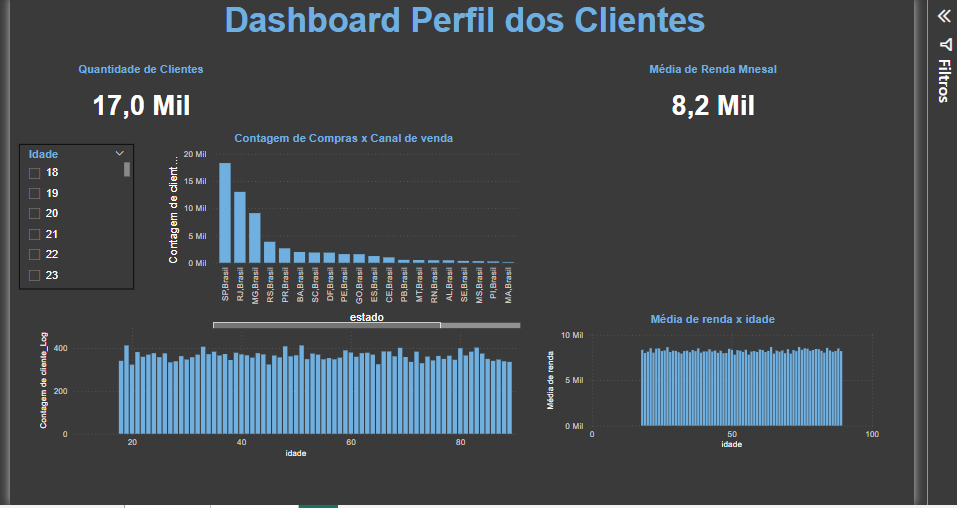 Dashboard Perfil dos Clientes
Filtros
Quantidade de Clientes
17,0 Mil
Média de Renda Mnesal
8,2 Mil
Idade
18
19
20
21
22
23
Contagem de Compras x Canal de venda
Contagem de client...
20 Mil
15 Mil
10 Mil
5 Mil
0 Mil
SP,Brasil
RJ,Brasil
MG,Brasil
RS,Brasil
PR,Brasil
BA,Brasil
SC,Brasil
DF,Brasil
PE,Brasil
GO,Brasil
ES,Brasil
CE,Brasil
PB,Brasil
MT,Brasil
RN,Brasil
AL,Brasil
SE,Brasil
MS,Brasil
PI,Brasil
MA,Brasil
estado
Contagem de cliente_Log
400
200
0
20
40
60
80
idade
Média de renda x idade
Média de renda
10 Mil
5 Mil
0 Mil
0
50
100
idade